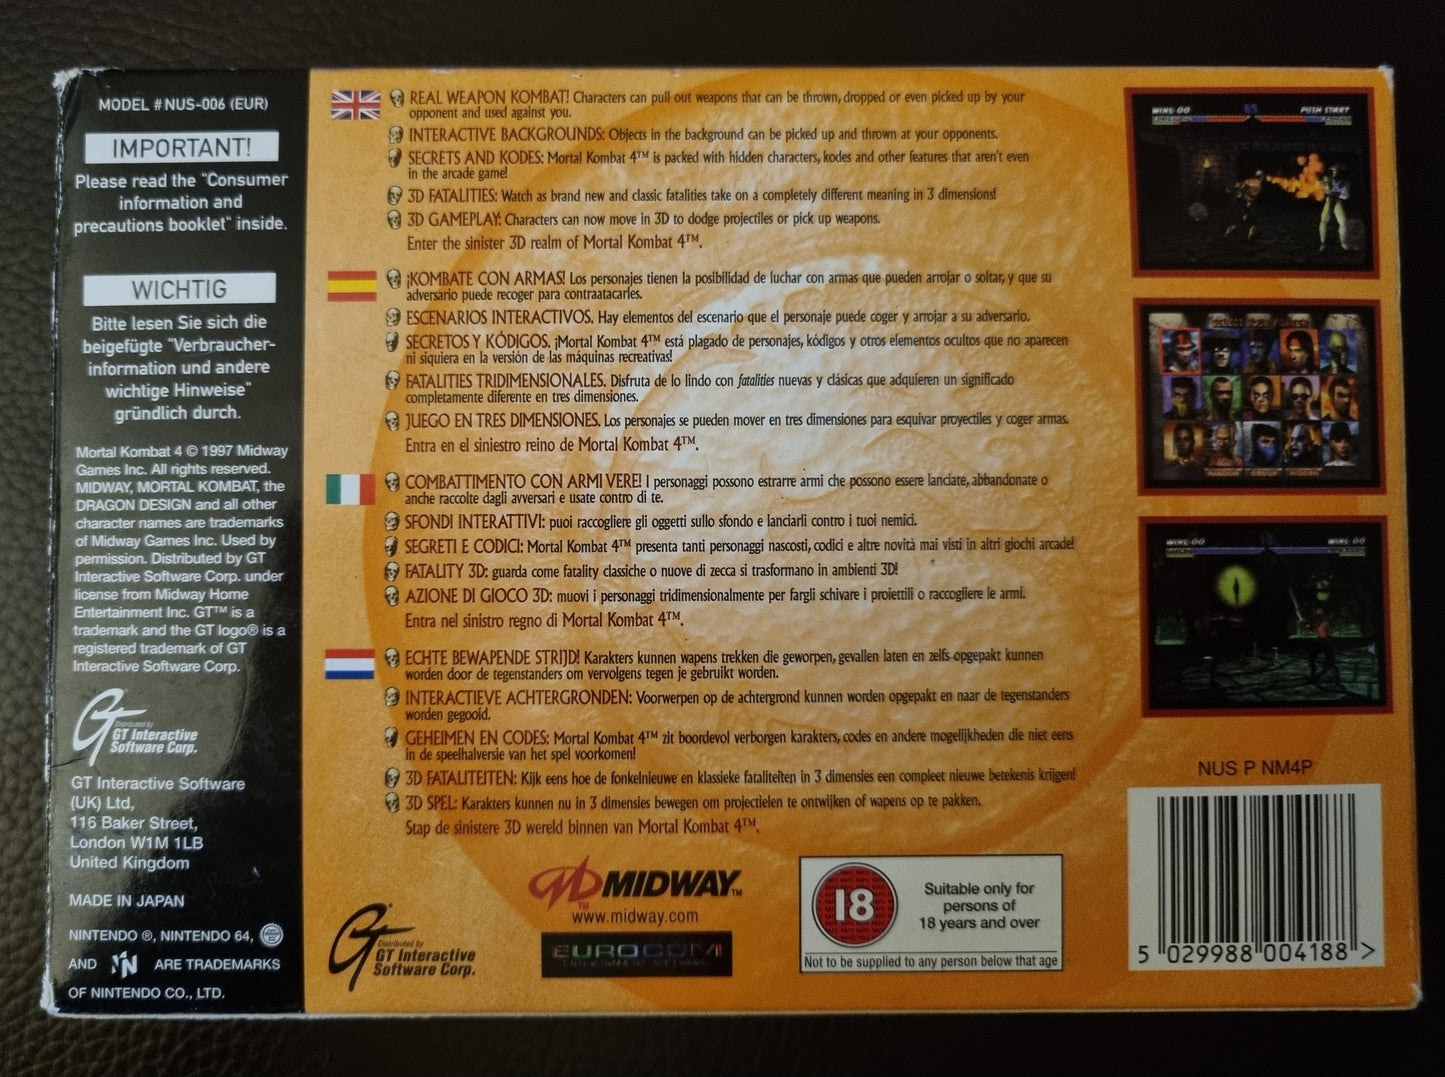 MODEL #NUS-006 (EUR)
IMPORTANT!
Please read the "Consumer
information and
precautions booklet" inside.
WICHTIG
Bitte lesen Sie sich die
beigefügte "Verbraucher-
information und andere
wichtige Hinweise"
gründlich durch.
Mortal Kombat 4 © 1997 Midway
Games Inc. All rights reserved.
MIDWAY, MORTAL KOMBAT, the
DRAGON DESIGN and all other
character names are trademarks
of Midway Games Inc. Used by
permission. Distributed by GT
Interactive Software Corp. under
license from Midway Home
Entertainment Inc. GT™ is a
trademark and the GT logo® is a
registered trademark of GT
Interactive Software Corp.
GT
Distributed by
GT Interactive
Software Corp.
GT Interactive Software
(UK) Ltd,
116 Baker Street,
London W1M 1LB
United Kingdom
MADE IN JAPAN
NINTENDO ®, NINTENDO 64,
AND N ARE TRADEMARKS
OF NINTENDO CO., LTD.
REAL WEAPON KOMBAT! Characters can pull out weapons that can be thrown, dropped or even picked up by your
opponent and used against you.
INTERACTIVE BACKGROUNDS: Objects in the background can be picked up and thrown at your opponents.
SECRETS AND KODES: Mortal Kombat 4™ is packed with hidden characters, kodes and other features that aren't even
in the arcade game!
3D FATALITIES: Watch as brand new and classic fatalities take on a completely different meaning in 3 dimensions!
3D GAMEPLAY: Characters can now move in 3D to dodge projectiles or pick up weapons.
Enter the sinister 3D realm of Mortal Kombat 4™.
¡KOMBATE CON ARMAS! Los personajes tienen la posibilidad de luchar con armas que pueden arrojar o soltar, y que su
adversario puede recoger para contraatacarles.
ESCENARIOS INTERACTIVOS. Hay elementos del escenario que el personaje puede coger y arrojar a su adversario.
SECRETOS Y KÓDIGOS. ¡Mortal Kombat 4™ está plagado de personajes, kódigos y otros elementos ocultos que no aparecen
ni siquiera en la versión de las máquinas recreativas!
FATALITIES TRIDIMENSIONALES. Disfruta de lo lindo con fatalities nuevas y clásicas que adquieren un significado
completamente diferente en tres dimensiones.
JUEGO EN TRES DIMENSIONES. Los personajes se pueden mover en tres dimensiones para esquivar proyectiles y coger armas.
Entra en el siniestro reino de Mortal Kombat 4™.
COMBATTIMENTO CON ARMI VERE! I personaggi possono estrarre armi che possono essere lanciate, abbandonate o
anche raccolte dagli avversari e usate contro di te.
SFONDI INTERATTIVI: puoi raccogliere gli oggetti sullo sfondo e lanciarli contro i tuoi nemici.
SEGRETI E CODICI: Mortal Kombat 4™ presenta tanti personaggi nascosti, codici e altre novità mai visti in altri giochi arcade!
FATALITY 3D: guarda come fatality classiche o nuove di zecca si trasformano in ambienti 3D!
AZIONE DI GIOCO 3D: muovi i personaggi tridimensionalmente per fargli schivare i proiettili o raccogliere le armi.
Entra nel sinistro regno di Mortal Kombat 4™.
ECHTE BEWAPENDE STRIJD! Karakters kunnen wapens trekken die geworpen, gevallen laten en zelfs opgepakt kunnen
worden door de tegenstanders om vervolgens tegen je gebruikt worden.
INTERACTIEVE ACHTERGRONDEN: Voorwerpen op de achtergrond kunnen worden opgepakt en naar de tegenstanders
worden gegooid.
GEHEIMEN EN CODES: Mortal Kombat 4™ zit boordevol verborgen karakters, codes en andere mogelijkheden die niet eens
in de speelhalversie van het spel voorkomen!
3D FATALITEITEN: Kijk eens hoe de fonkelnieuwe en klassieke fataliteiten in 3 dimensies een compleet nieuwe betekenis krijgen!
3D SPEL: Karakters kunnen nu in 3 dimensies bewegen om projectielen te ontwijken of wapens op te pakken.
Stap de sinistere 3D wereld binnen van Mortal Kombat 4™.
GT®
Distributed by
GT Interactive
Software Corp.
MIDWAY™
www.midway.com
EUROCOM
ENTERTAINMENT SOFTWARE
18
Suitable only for
persons of
18 years and over
Not to be supplied to any person below that age
WINS: 00 85 PUSH START
SCORPION
SELECT YOUR FIGHTER
RANDOM GROUP HIDDEN
WINS: 00 WINS: 00
NUS P NM4P
5 029988 004188 >